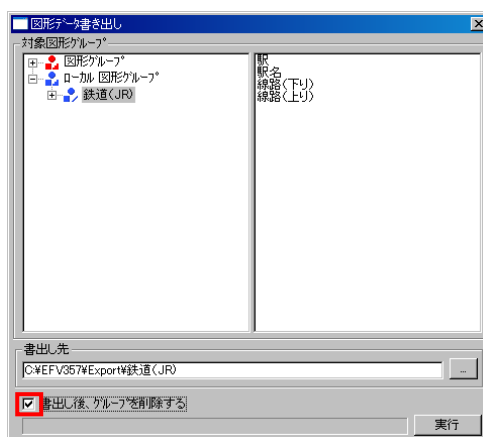 図形ﾃﾞｰﾀ書き出し
対象図形ｸﾞﾙｰﾌﾟ
図形ｸﾞﾙｰﾌﾟ
ﾛｰｶﾙ 図形ｸﾞﾙｰﾌﾟ
鉄道(JR)
駅
駅名
線路(下り)
線路(上り)
書出し先
C:¥EFV357¥Export¥鉄道(JR)
...
書出し後、ｸﾞﾙｰﾌﾟを削除する
実行